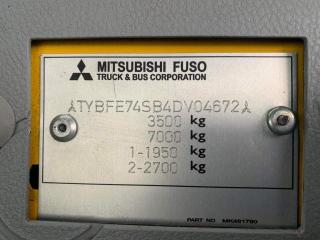 MITSUBISHI FUSO
TRUCK & BUS CORPORATION
TYBFE74SB4DV04672
3500 kg
7000 kg
1-1950 kg
2-2700 kg
PART NO MK491780